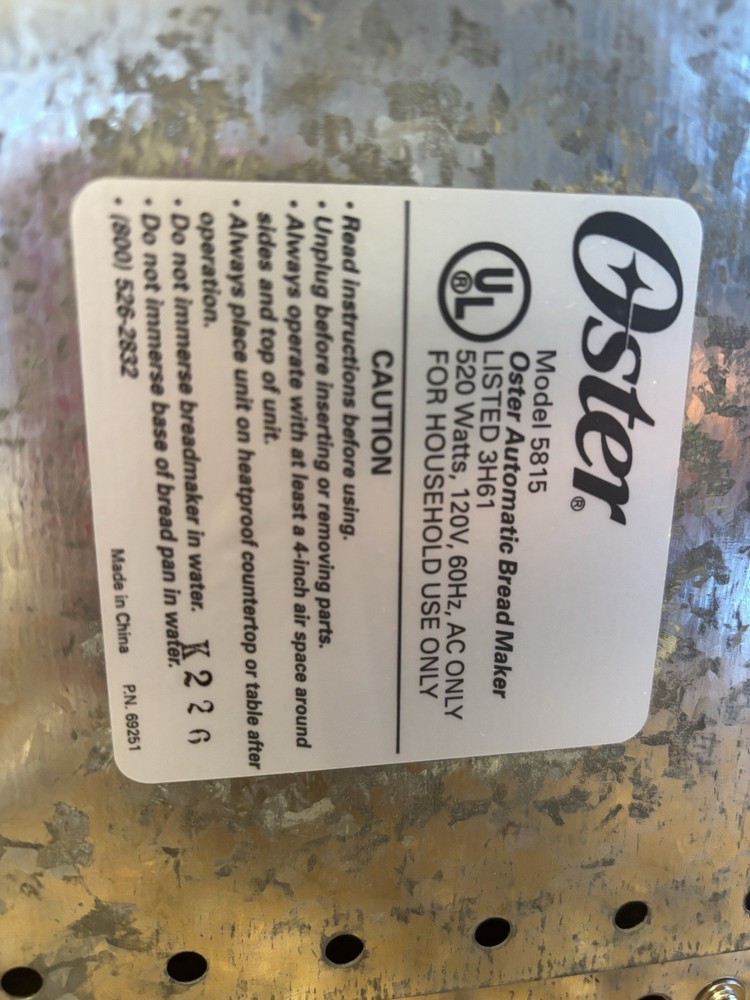 Oster®
Model 5815
Oster Automatic Bread Maker
LISTED 3H61
520 Watts, 120V, 60Hz, AC ONLY
FOR HOUSEHOLD USE ONLY
UL®
CAUTION
• Read instructions before using.
• Unplug before inserting or removing parts.
• Always operate with at least a 4-inch air space around
sides and top of unit.
• Always place unit on heatproof countertop or table after
operation.
• Do not immerse breadmaker in water.
• Do not immerse base of bread pan in water.
• (800) 526-2832
K226
Made in China P.N. 69251